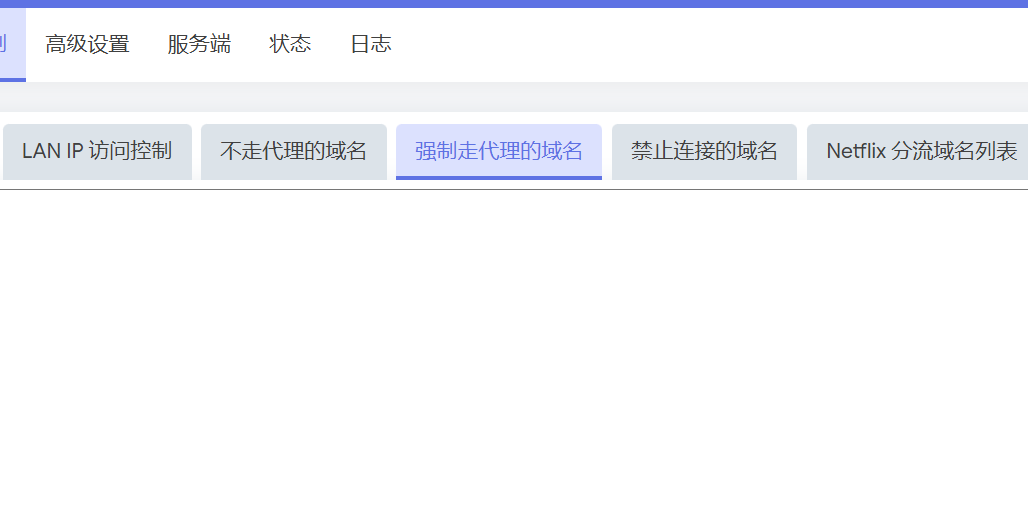 高级设置 服务端 状态 日志
LAN IP 访问控制 不走代理的域名 强制走代理的域名 禁止连接的域名 Netflix 分流域名列表